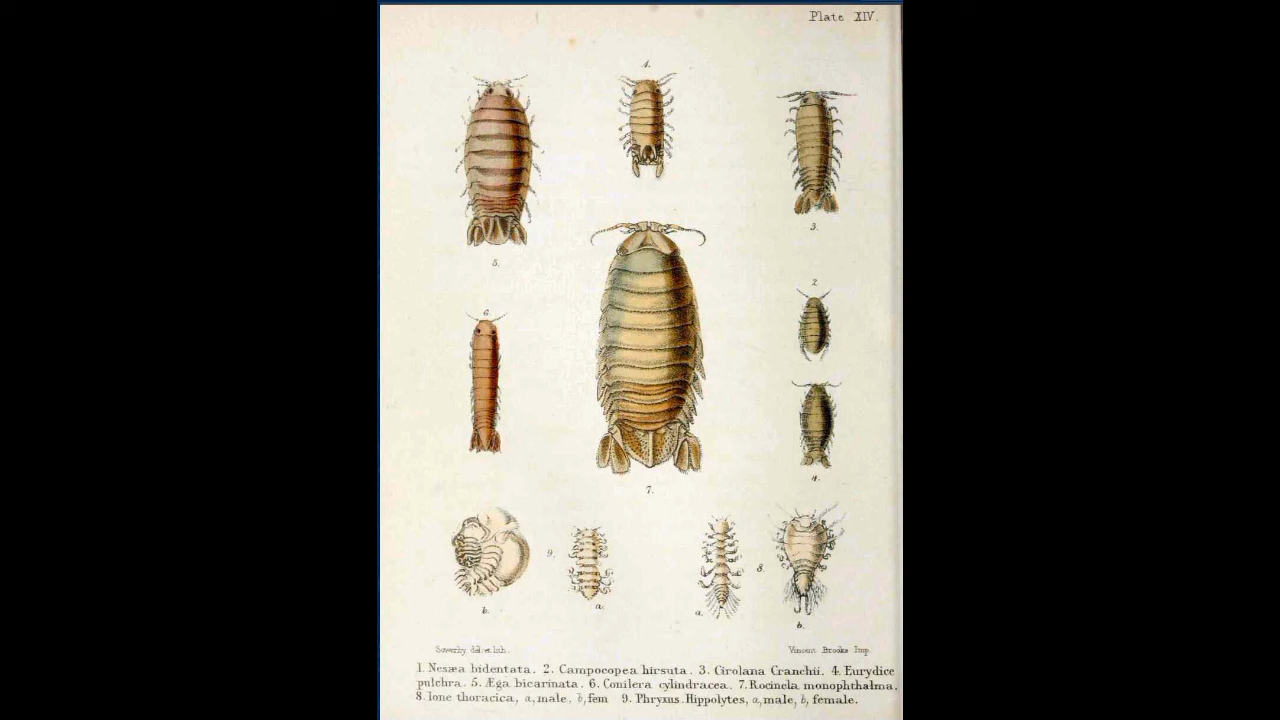 Plate XIV.
1.
5.
3.
2
6
4.
7.
9.
8.
b.
a.
a.
b.
Sowerby del. et lith.
Vincent Brooks Imp.
1. Nesæa bidentata. 2. Campocopea hirsuta. 3. Cirolana Cranchii. 4. Eurydice
pulchra. 5. Æga bicarinata. 6. Conilera cylindracea. 7. Rocinela monophthalma.
8. Ione thoracica, a, male. b, fem 9. Phryxus Hippolytes, a, male, b, female.